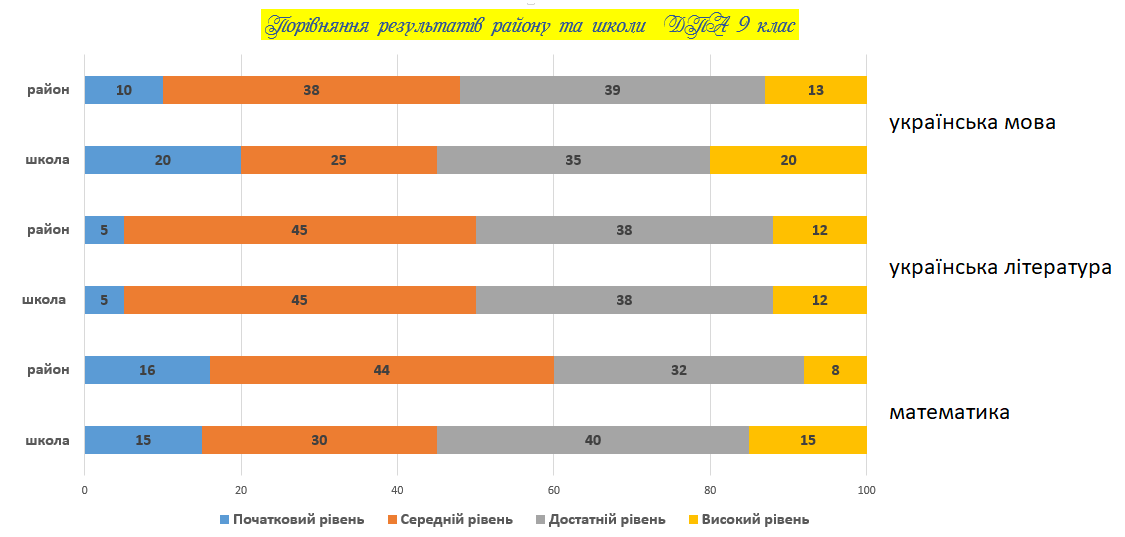 Порівняння результатів району та школи ДПА 9 клас
район 10 38 39 13
українська мова
школа 20 25 35 20
район 5 45 38 12
українська література
школа 5 45 38 12
район 16 44 32 8
математика
школа 15 30 40 15
0 20 40 60 80 100
Початковий рівень Середній рівень Достатній рівень Високий рівень